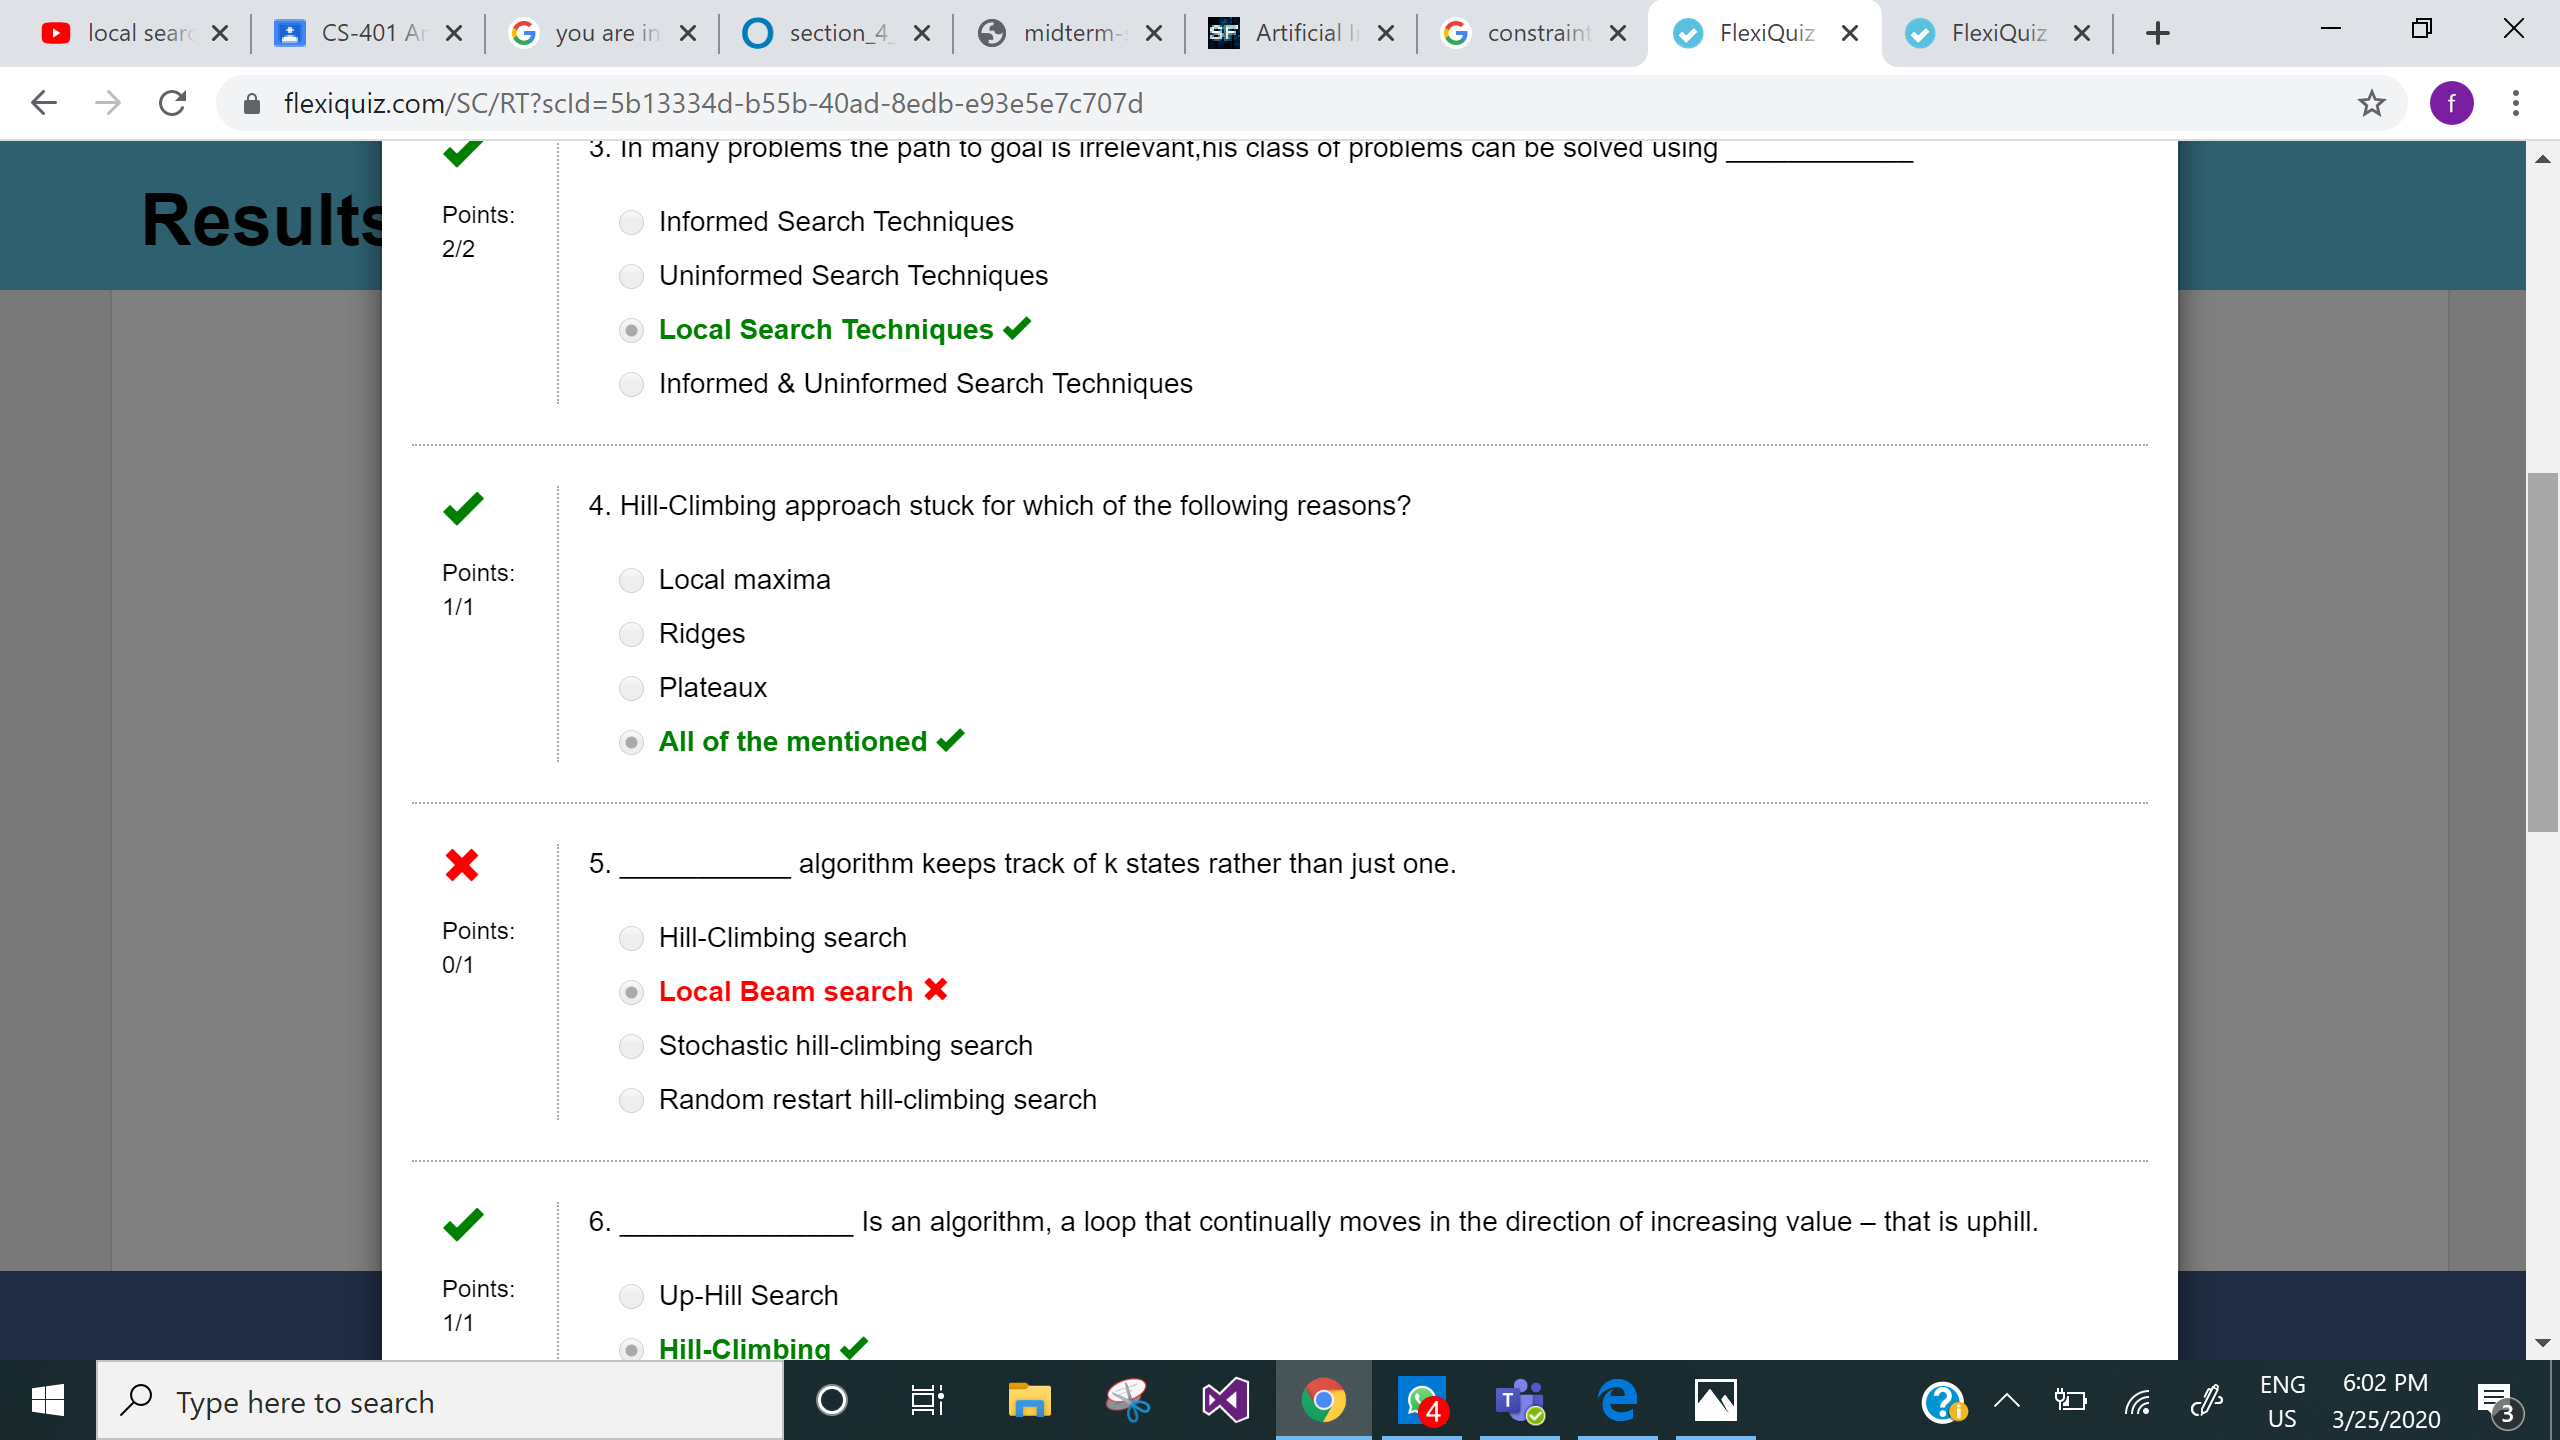 local searc
CS-401 Ar
you are in
section_4_
midterm-s
Artificial I
constraint
FlexiQuiz
FlexiQuiz
flexiquiz.com/SC/RT?scId=5b13334d-b55b-40ad-8edb-e93e5e7c707d
f
Results
3. In many problems the path to goal is irrelevant,his class of problems can be solved using ____________
Points:
2/2
Informed Search Techniques
Uninformed Search Techniques
Local Search Techniques
Informed & Uninformed Search Techniques
4. Hill-Climbing approach stuck for which of the following reasons?
Points:
1/1
Local maxima
Ridges
Plateaux
All of the mentioned
5. ___________ algorithm keeps track of k states rather than just one.
Points:
0/1
Hill-Climbing search
Local Beam search
Stochastic hill-climbing search
Random restart hill-climbing search
6. _______________ Is an algorithm, a loop that continually moves in the direction of increasing value – that is uphill.
Points:
1/1
Up-Hill Search
Hill-Climbing
Type here to search
4
ENG
US
6:02 PM
3/25/2020
3